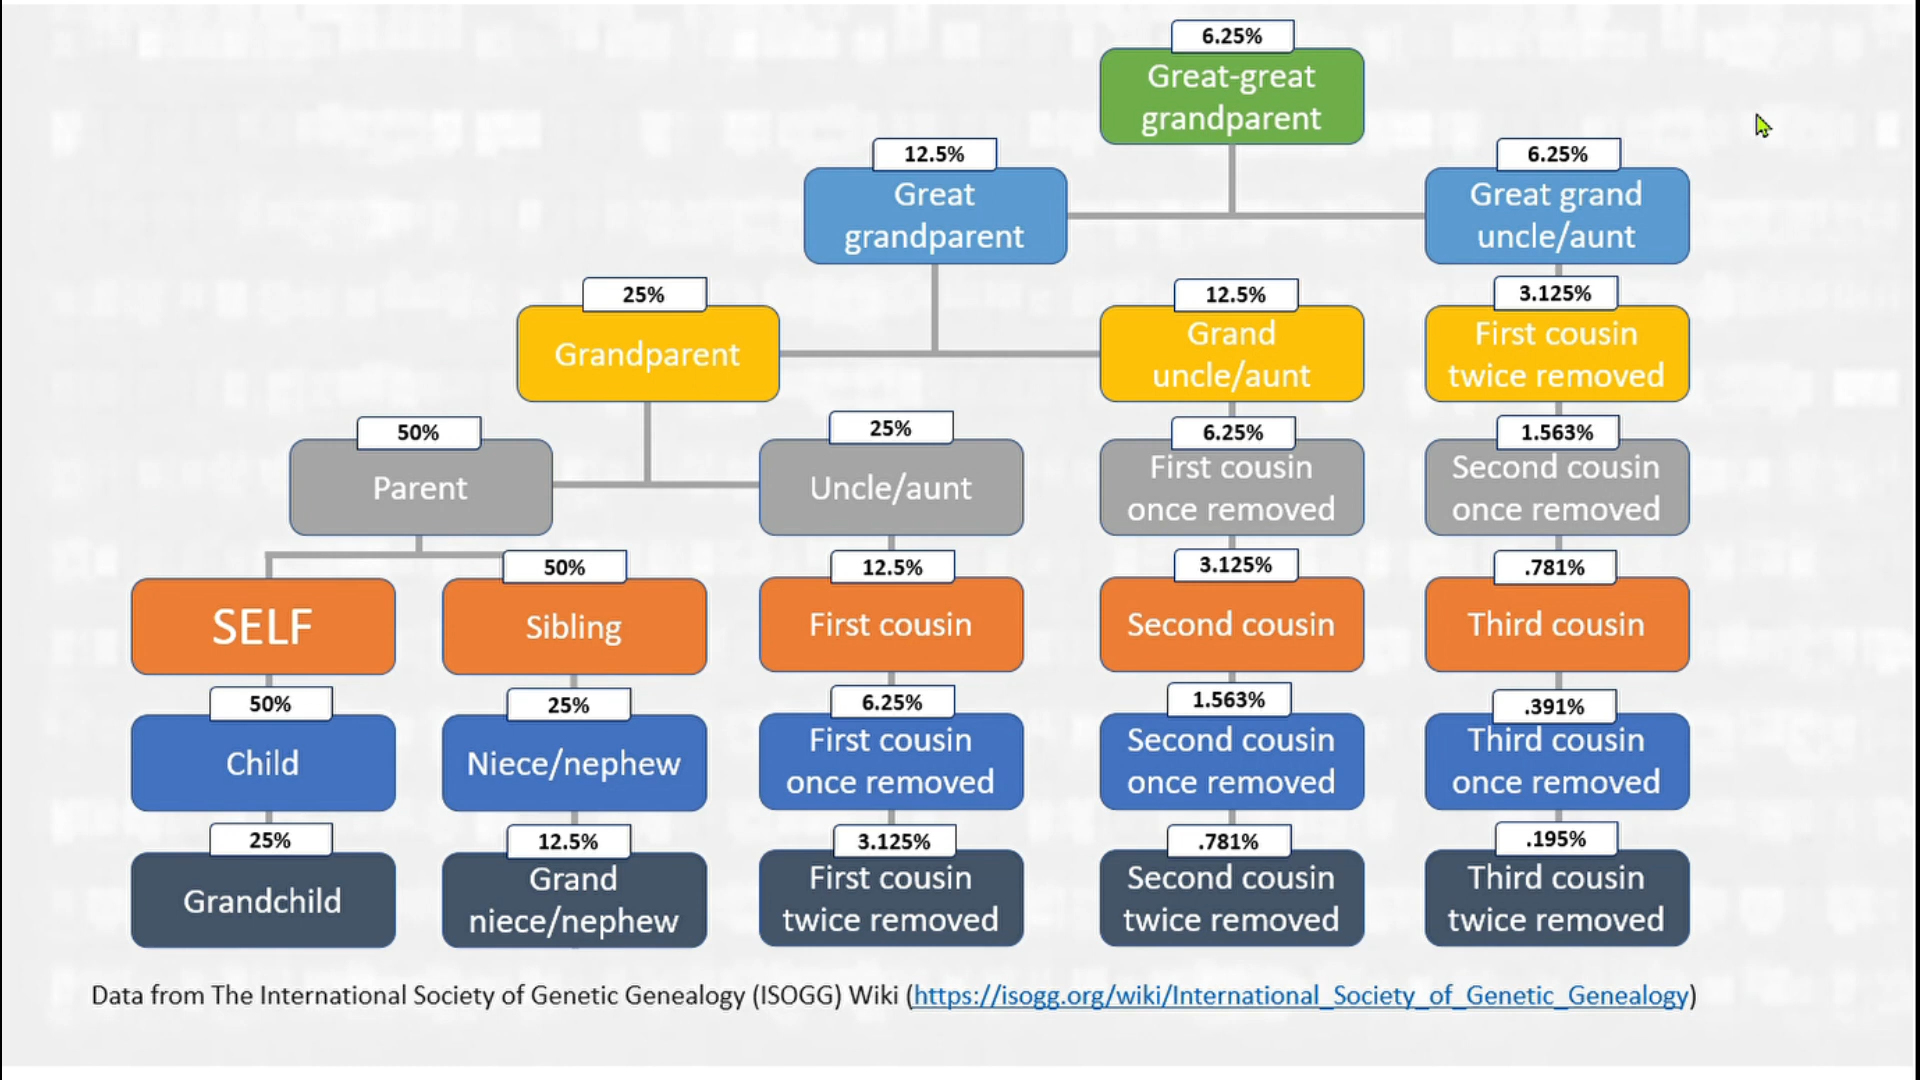 6.25%
Great-great
grandparent
12.5%
Great
grandparent
6.25%
Great grand
uncle/aunt
25%
Grandparent
12.5%
Grand
uncle/aunt
3.125%
First cousin
twice removed
50%
Parent
25%
Uncle/aunt
6.25%
First cousin
once removed
1.563%
Second cousin
once removed
SELF
50%
Sibling
12.5%
First cousin
3.125%
Second cousin
.781%
Third cousin
50%
Child
25%
Niece/nephew
6.25%
First cousin
once removed
1.563%
Second cousin
once removed
.391%
Third cousin
once removed
25%
Grandchild
12.5%
Grand
niece/nephew
3.125%
First cousin
twice removed
.781%
Second cousin
twice removed
.195%
Third cousin
twice removed
Data from The International Society of Genetic Genealogy (ISOGG) Wiki (https://isogg.org/wiki/International_Society_of_Genetic_Genealogy)